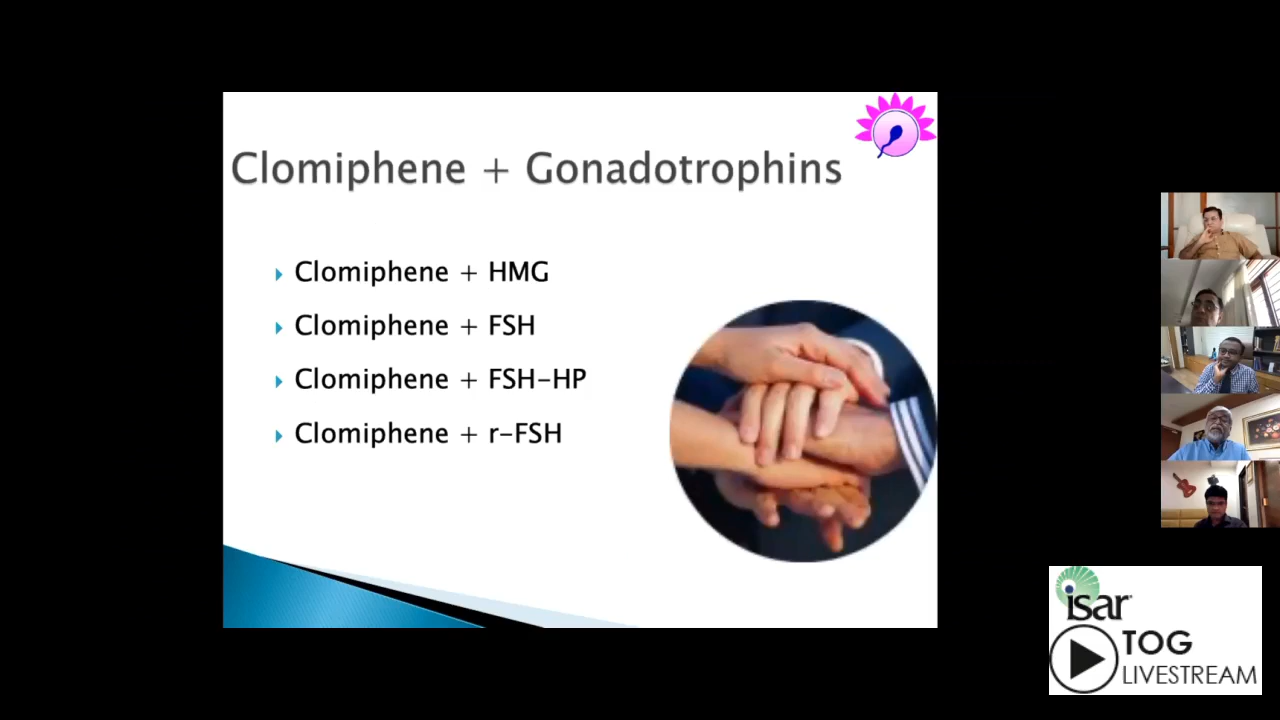 Clomiphene + Gonadotrophins
Clomiphene + HMG
Clomiphene + FSH
Clomiphene + FSH-HP
Clomiphene + r-FSH
isar
TOG
LIVESTREAM